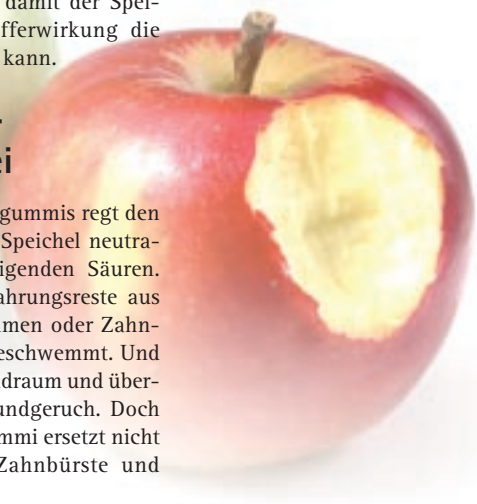 damit der Spei-
fferwirkung die
kann.
ei
gummis regt den
Speichel neutra-
igenden Säuren.
ahrungsreste aus
men oder Zahn-
eschwemmt. Und
draum und über-
undgeruch. Doch
mmi ersetzt nicht
Zahnbürste und